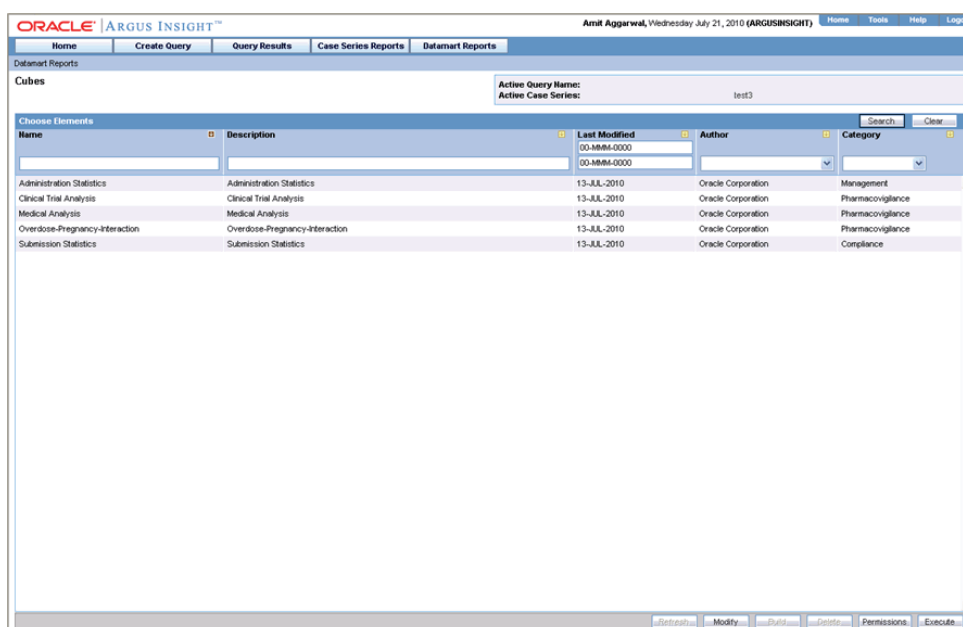 ORACLE' | ARGUS INSIGHT™
Amit Aggarwal, Wednesday July 21, 2010 (ARGUSINSIGHT) Home Tools Help
Home Create Query Query Results Case Series Reports Datamart Reports
Datamart Reports
Cubes
Active Query Name:
Active Case Series: test3
Choose Elements Search Clear
Name Description Last Modified Author Category
00-MMM-0000
00-MMM-0000
Administration Statistics Administration Statistics 13-JUL-2010 Oracle Corporation Management
Clinical Trial Analysis Clinical Trial Analysis 13-JUL-2010 Oracle Corporation Pharmacovigilance
Medical Analysis Medical Analysis 13-JUL-2010 Oracle Corporation Pharmacovigilance
Overdose-Pregnancy-Interaction Overdose-Pregnancy-Interaction 13-JUL-2010 Oracle Corporation Pharmacovigilance
Submission Statistics Submission Statistics 13-JUL-2010 Oracle Corporation Compliance
Refresh Modify Build Delete Permissions Execute